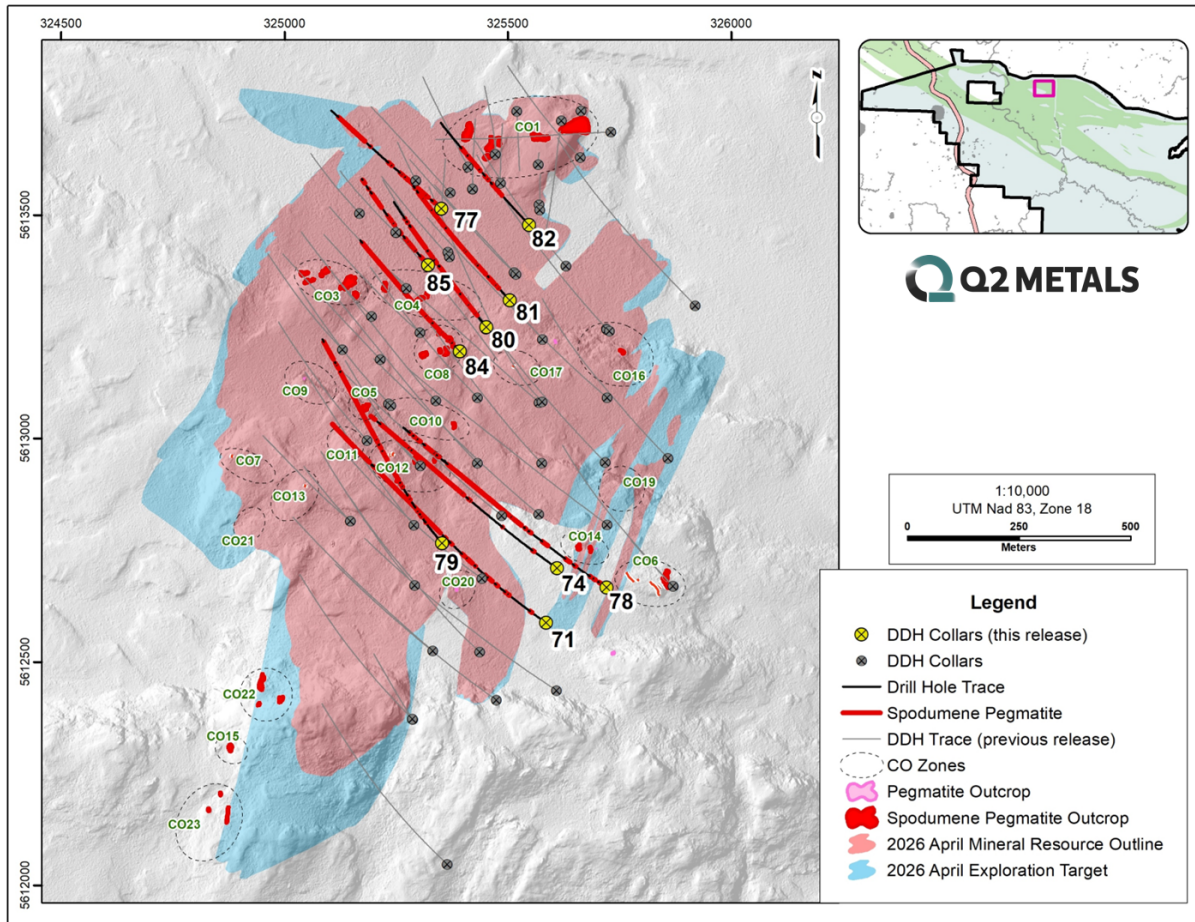 324500
325000
325500
326000
5613500
5613000
5612500
5612000
N
CO1
77
82
85
CO3
CO4
81
80
84
CO8
CO17
CO16
CO9
CO5
CO10
CO11
CO12
CO7
CO13
CO19
CO21
CO14
CO6
79
CO20
74
78
71
CO22
CO15
CO23
Q2 METALS
1:10,000
UTM Nad 83, Zone 18
0 250 500
Meters
Legend
DDH Collars (this release)
DDH Collars
Drill Hole Trace
Spodumene Pegmatite
DDH Trace (previous release)
CO Zones
Pegmatite Outcrop
Spodumene Pegmatite Outcrop
2026 April Mineral Resource Outline
2026 April Exploration Target